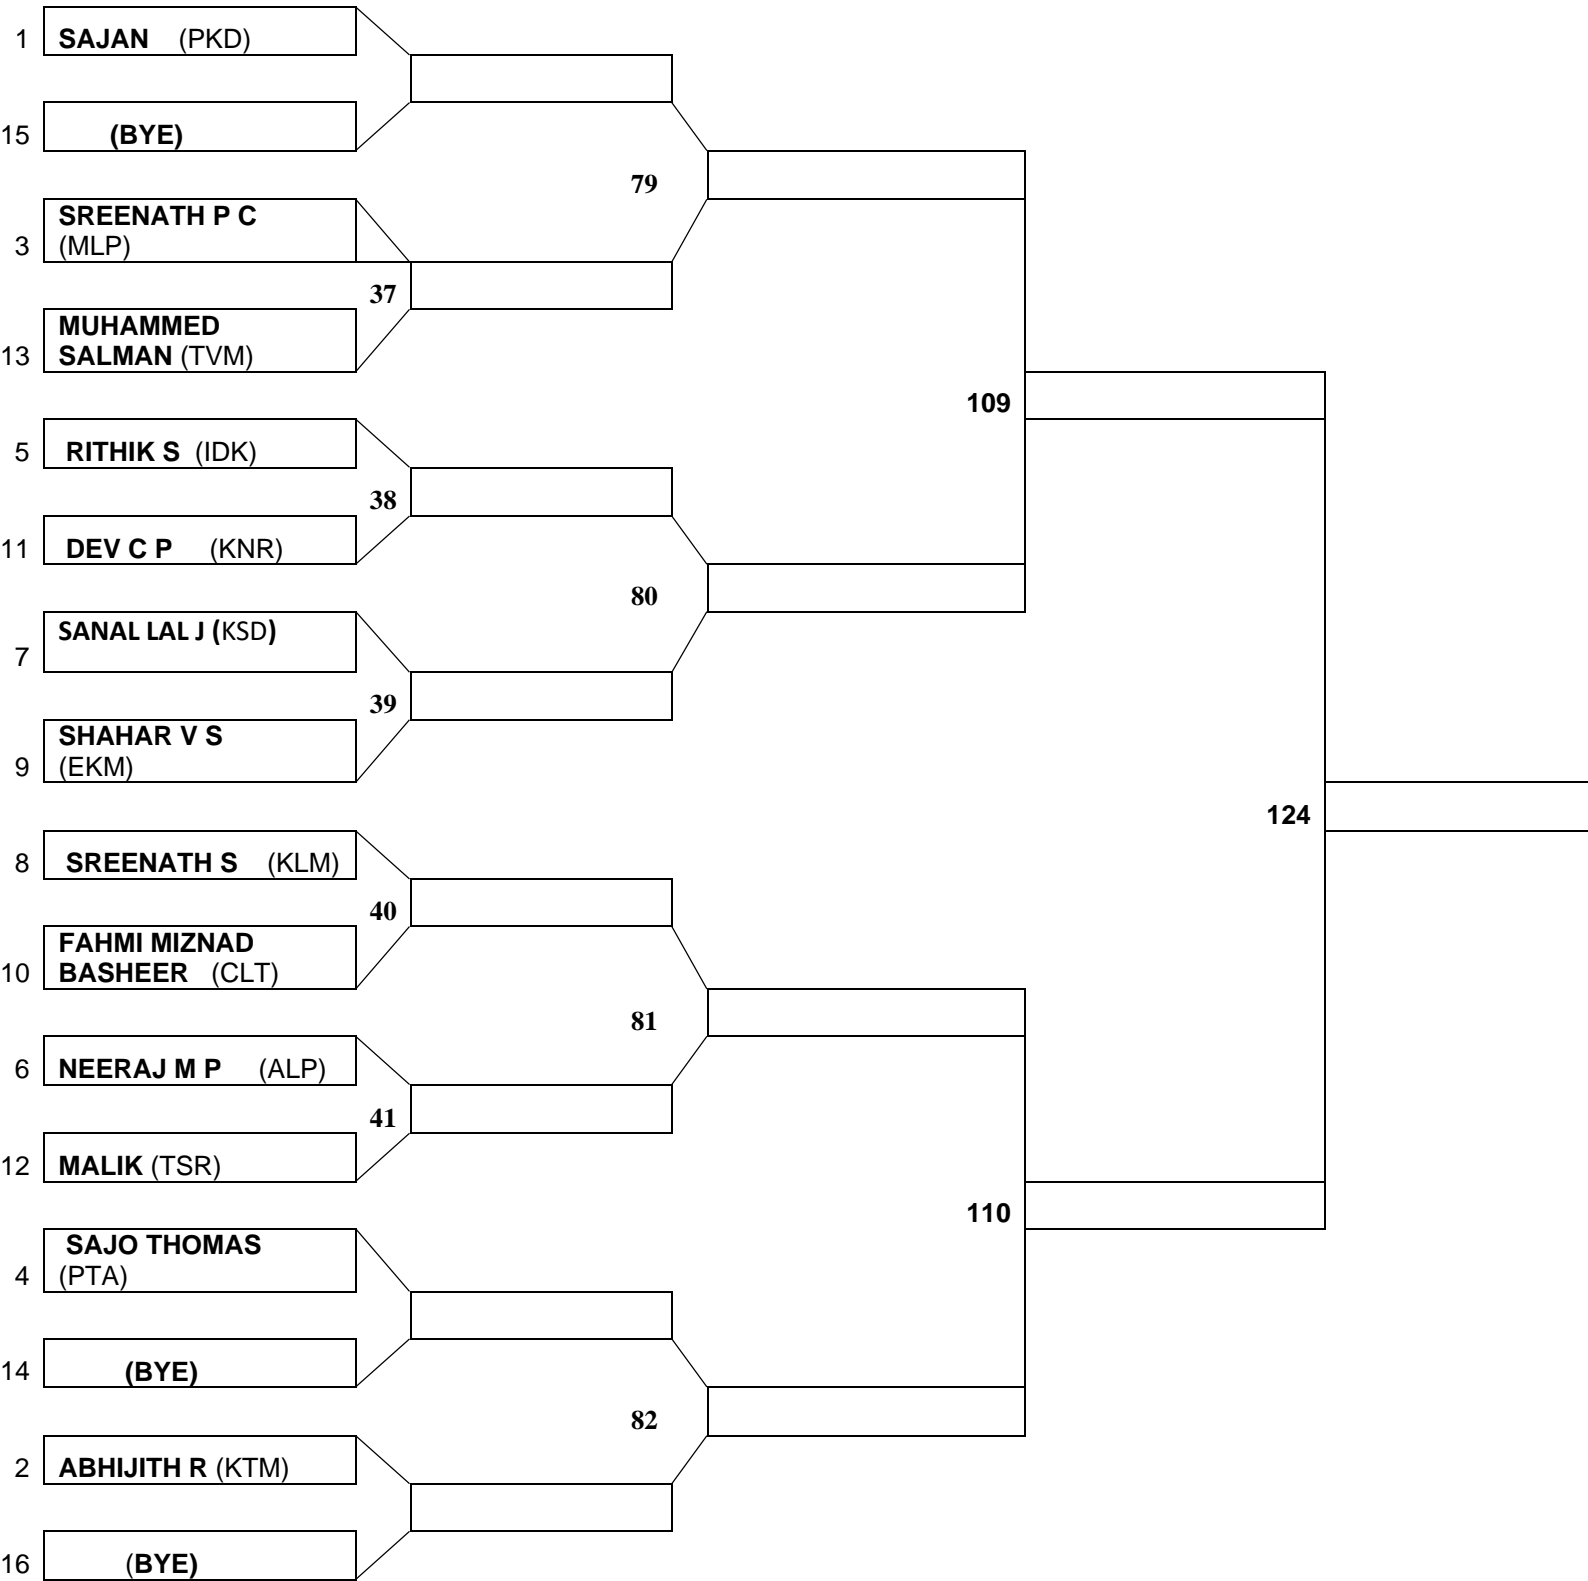 1 SAJAN (PKD)
15 (BYE)
79
SREENATH P C
3 (MLP)
37
MUHAMMED
13 SALMAN (TVM)
109
5 RITHIK S (IDK)
38
11 DEV C P (KNR)
80
SANAL LAL J (KSD)
7
39
SHAHAR V S
9 (EKM)
124
8 SREENATH S (KLM)
40
FAHMI MIZNAD
10 BASHEER (CLT)
81
6 NEERAJ M P (ALP)
41
12 MALIK (TSR)
110
SAJO THOMAS
4 (PTA)
14 (BYE)
82
2 ABHIJITH R (KTM)
16 (BYE)